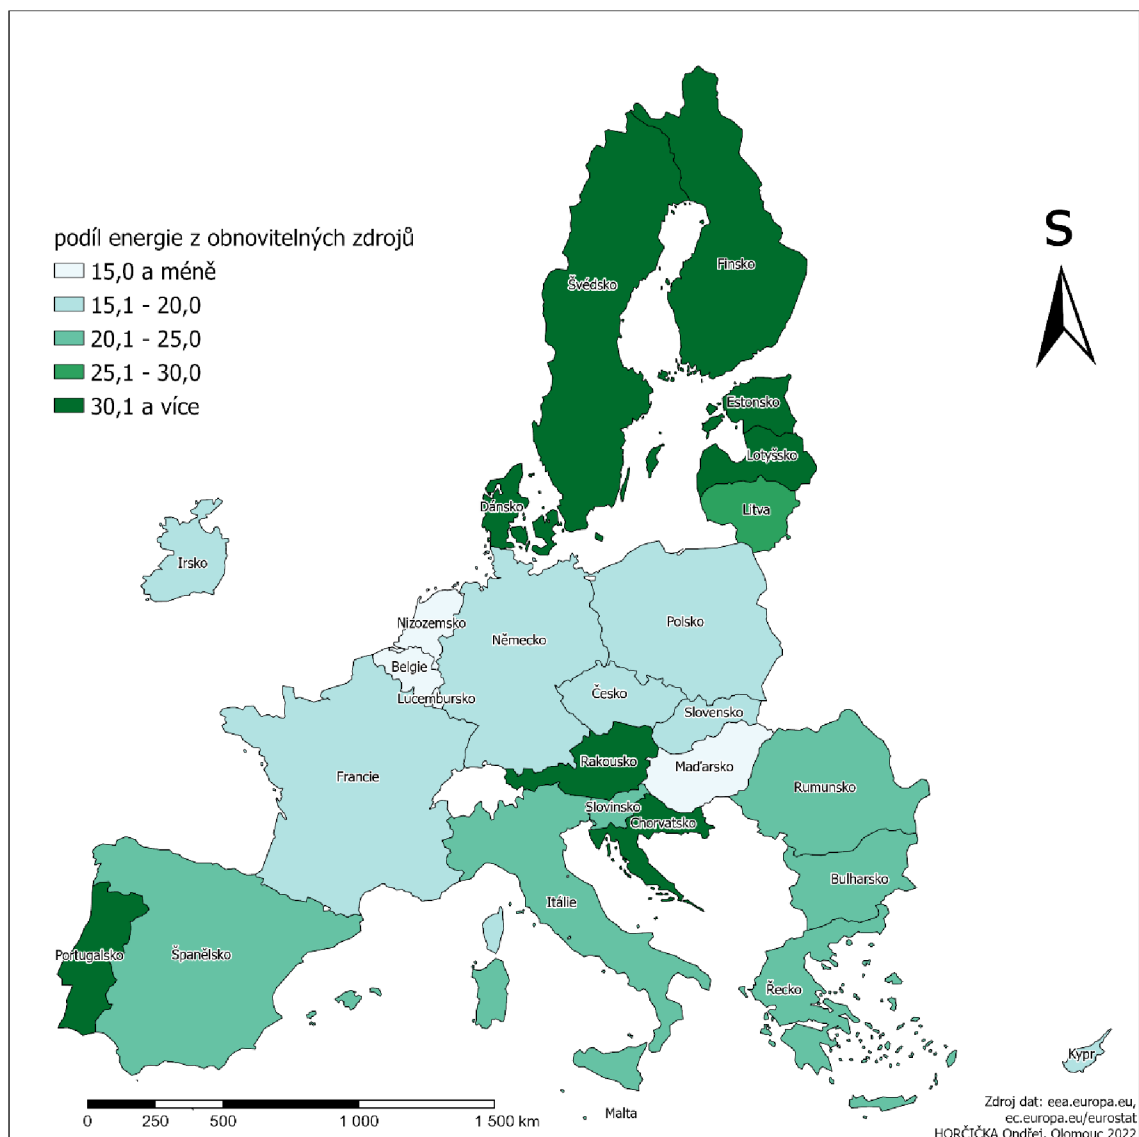 podíl energie z obnovitelných zdrojů
15,0 a méně
15,1 - 20,0
20,1 - 25,0
25,1 - 30,0
30,1 a více
S
Finsko
Švédsko
Estonsko
Lotyšsko
Dánsko
Litva
Irsko
Nizozemsko
Polsko
Německo
Belgie
Česko
Lucembursko
Slovensko
Rakousko
Maďarsko
Francie
Rumunsko
Slovinsko
Chorvatsko
Bulharsko
Itálie
Portugalsko
Španělsko
Řecko
Kypr
Malta
0 250 500 1 000 1 500 km
Zdroj dat: eea.europa.eu,
ec.europa.eu/eurostat
HORČIČKA Ondřej, Olomouc 2022